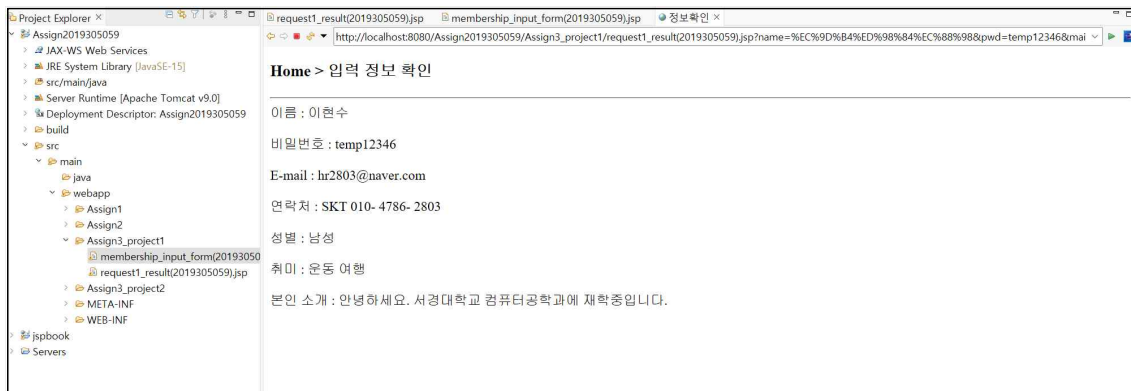 Project Explorer
Assign2019305059
JAX-WS Web Services
JRE System Library [JavaSE-15]
src/main/java
Server Runtime [Apache Tomcat v9.0]
Deployment Descriptor: Assign2019305059
build
src
main
java
webapp
Assign1
Assign2
Assign3_project1
membership_input_form(20193050
request1_result(2019305059).jsp
Assign3_project2
META-INF
WEB-INF
jspbook
Servers
request1_result(2019305059).jsp membership_input_form(2019305059).jsp 정보확인
http://localhost:8080/Assign2019305059/Assign3_project1/request1_result(2019305059).jsp?name=%EC%9D%B4%ED%98%84%EC%88%98&pwd=temp12346&mai
Home > 입력 정보 확인
이름 : 이현수
비밀번호 : temp12346
E-mail : hr2803@naver.com
연락처 : SKT 010- 4786- 2803
성별 : 남성
취미 : 운동 여행
본인 소개 : 안녕하세요. 서경대학교 컴퓨터공학과에 재학중입니다.